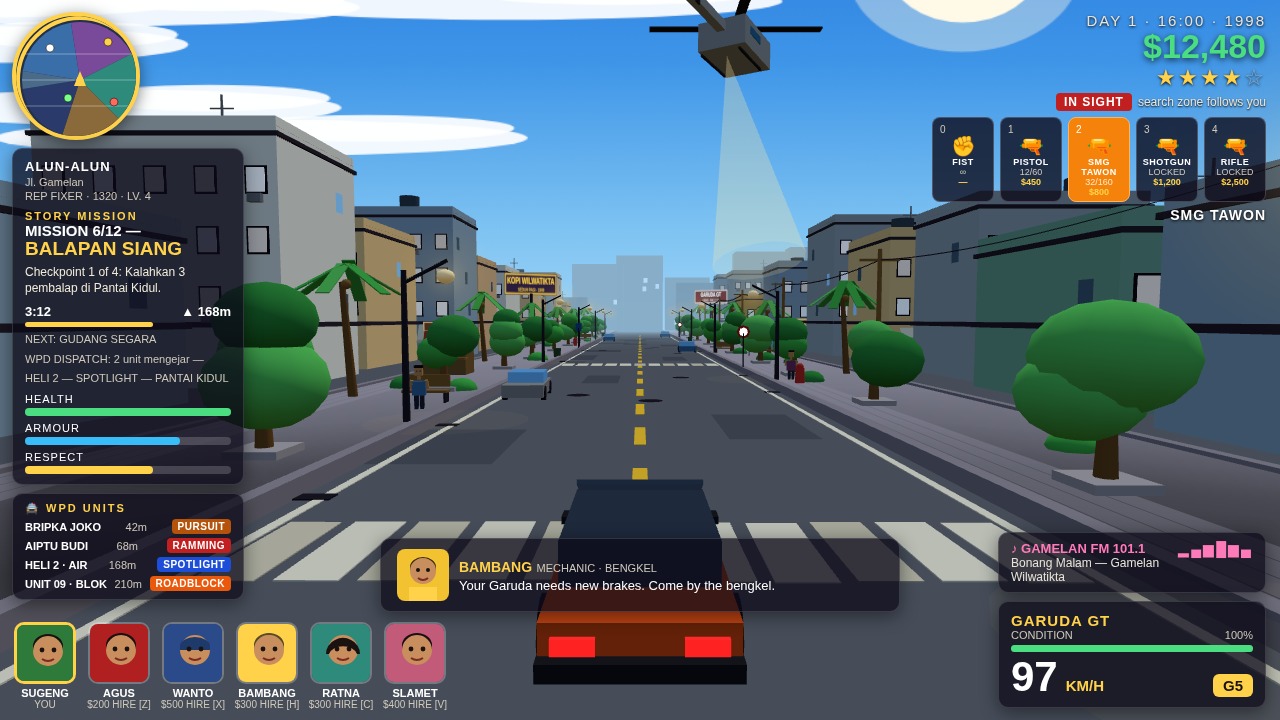 DAY 1 · 16:00 · 1998
$12,480
★★★★☆
IN SIGHT search zone follows you
0
FIST
∞
—
1
PISTOL
12/60
$450
2
SMG TAWON
32/160
$800
3
SHOTGUN
LOCKED
$1,200
4
RIFLE
LOCKED
$2,500
SMG TAWON
ALUN-ALUN
Jl. Gamelan
REP FIXER · 1320 · LV. 4
STORY MISSION
MISSION 6/12 —
BALAPAN SIANG
Checkpoint 1 of 4: Kalahkan 3
pembalap di Pantai Kidul.
3:12 ▲ 168m
NEXT: GUDANG SEGARA
WPD DISPATCH: 2 unit mengejar —
HELI 2 — SPOTLIGHT — PANTAI KIDUL
HEALTH
ARMOUR
RESPECT
KOPI WILWATIKTA
GARUDA GT
WPD UNITS
BRIPKA JOKO 42m PURSUIT
AIPTU BUDI 68m RAMMING
HELI 2 · AIR 168m SPOTLIGHT
UNIT 09 · BLOK 210m ROADBLOCK
BAMBANG MECHANIC · BENGKEL
Your Garuda needs new brakes. Come by the bengkel.
♪ GAMELAN FM 101.1
Bonang Malam — Gamelan
Wilwatikta
GARUDA GT
CONDITION 100%
97 KM/H G5
SUGENG
YOU
AGUS
$200 HIRE [Z]
WANTO
$500 HIRE [X]
BAMBANG
$300 HIRE [H]
RATNA
$300 HIRE [C]
SLAMET
$400 HIRE [V]